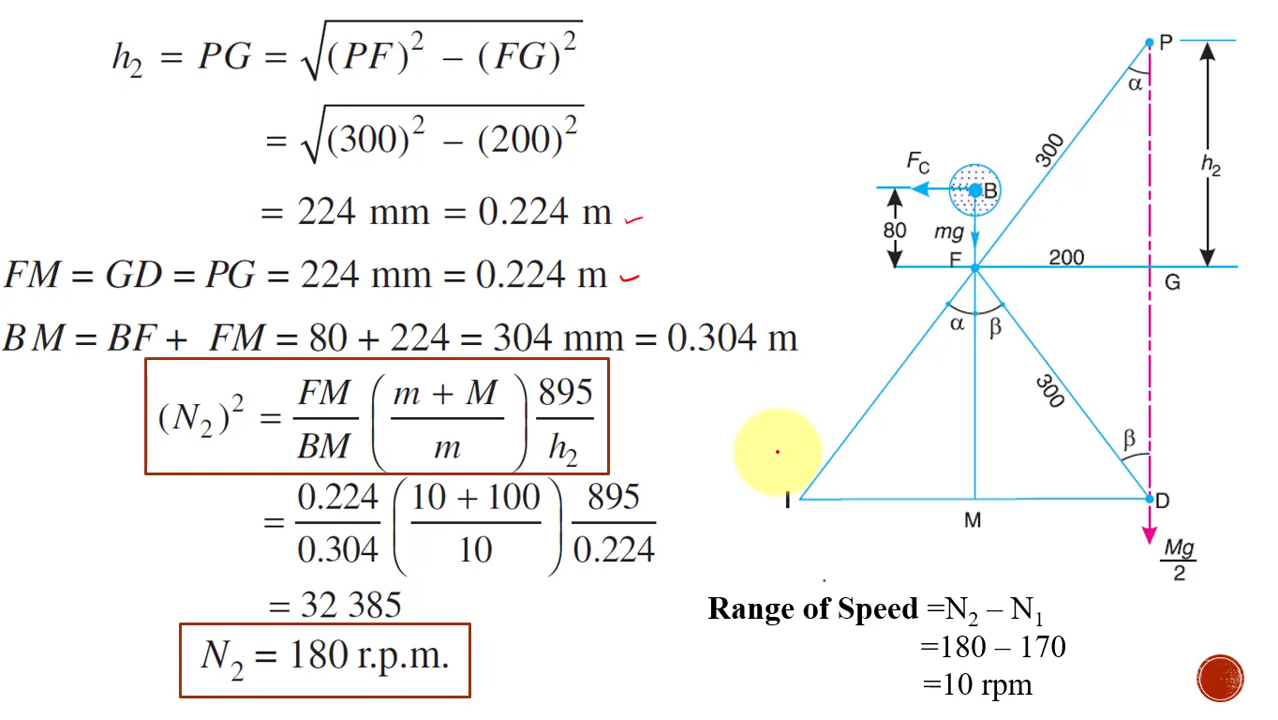 h₂ = PG = √(PF)² – (FG)²
= √(300)² – (200)²
= 224 mm = 0.224 m
FM = GD = PG = 224 mm = 0.224 m
BM = BF + FM = 80 + 224 = 304 mm = 0.304 m
(N₂)² = FM/BM ( m + M / m ) 895/h₂
= 0.224/0.304 ( 10 + 100 / 10 ) 895/0.224
= 32 385
N₂ = 180 r.p.m.
P
α
300
h₂
F_C
B
80
mg
F
200
G
α
β
300
β
I
M
D
Mg/2
Range of Speed =N₂ – N₁
=180 – 170
=10 rpm